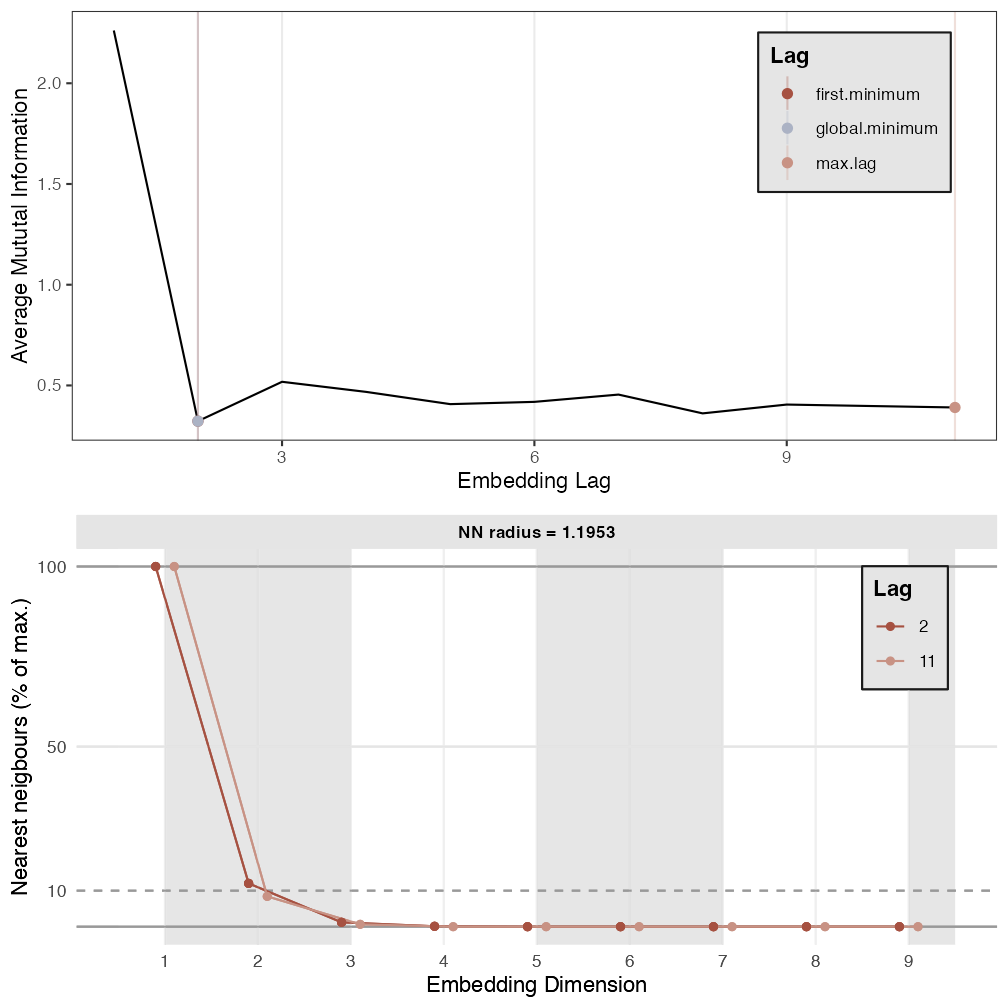 Average Mututal Information
2.0
1.5
1.0
0.5
Lag
first.minimum
global.minimum
max.lag
3
6
9
Embedding Lag
NN radius = 1.1953
Nearest neigbours (% of max.)
100
50
10
Lag
2
11
1
2
3
4
5
6
7
8
9
Embedding Dimension